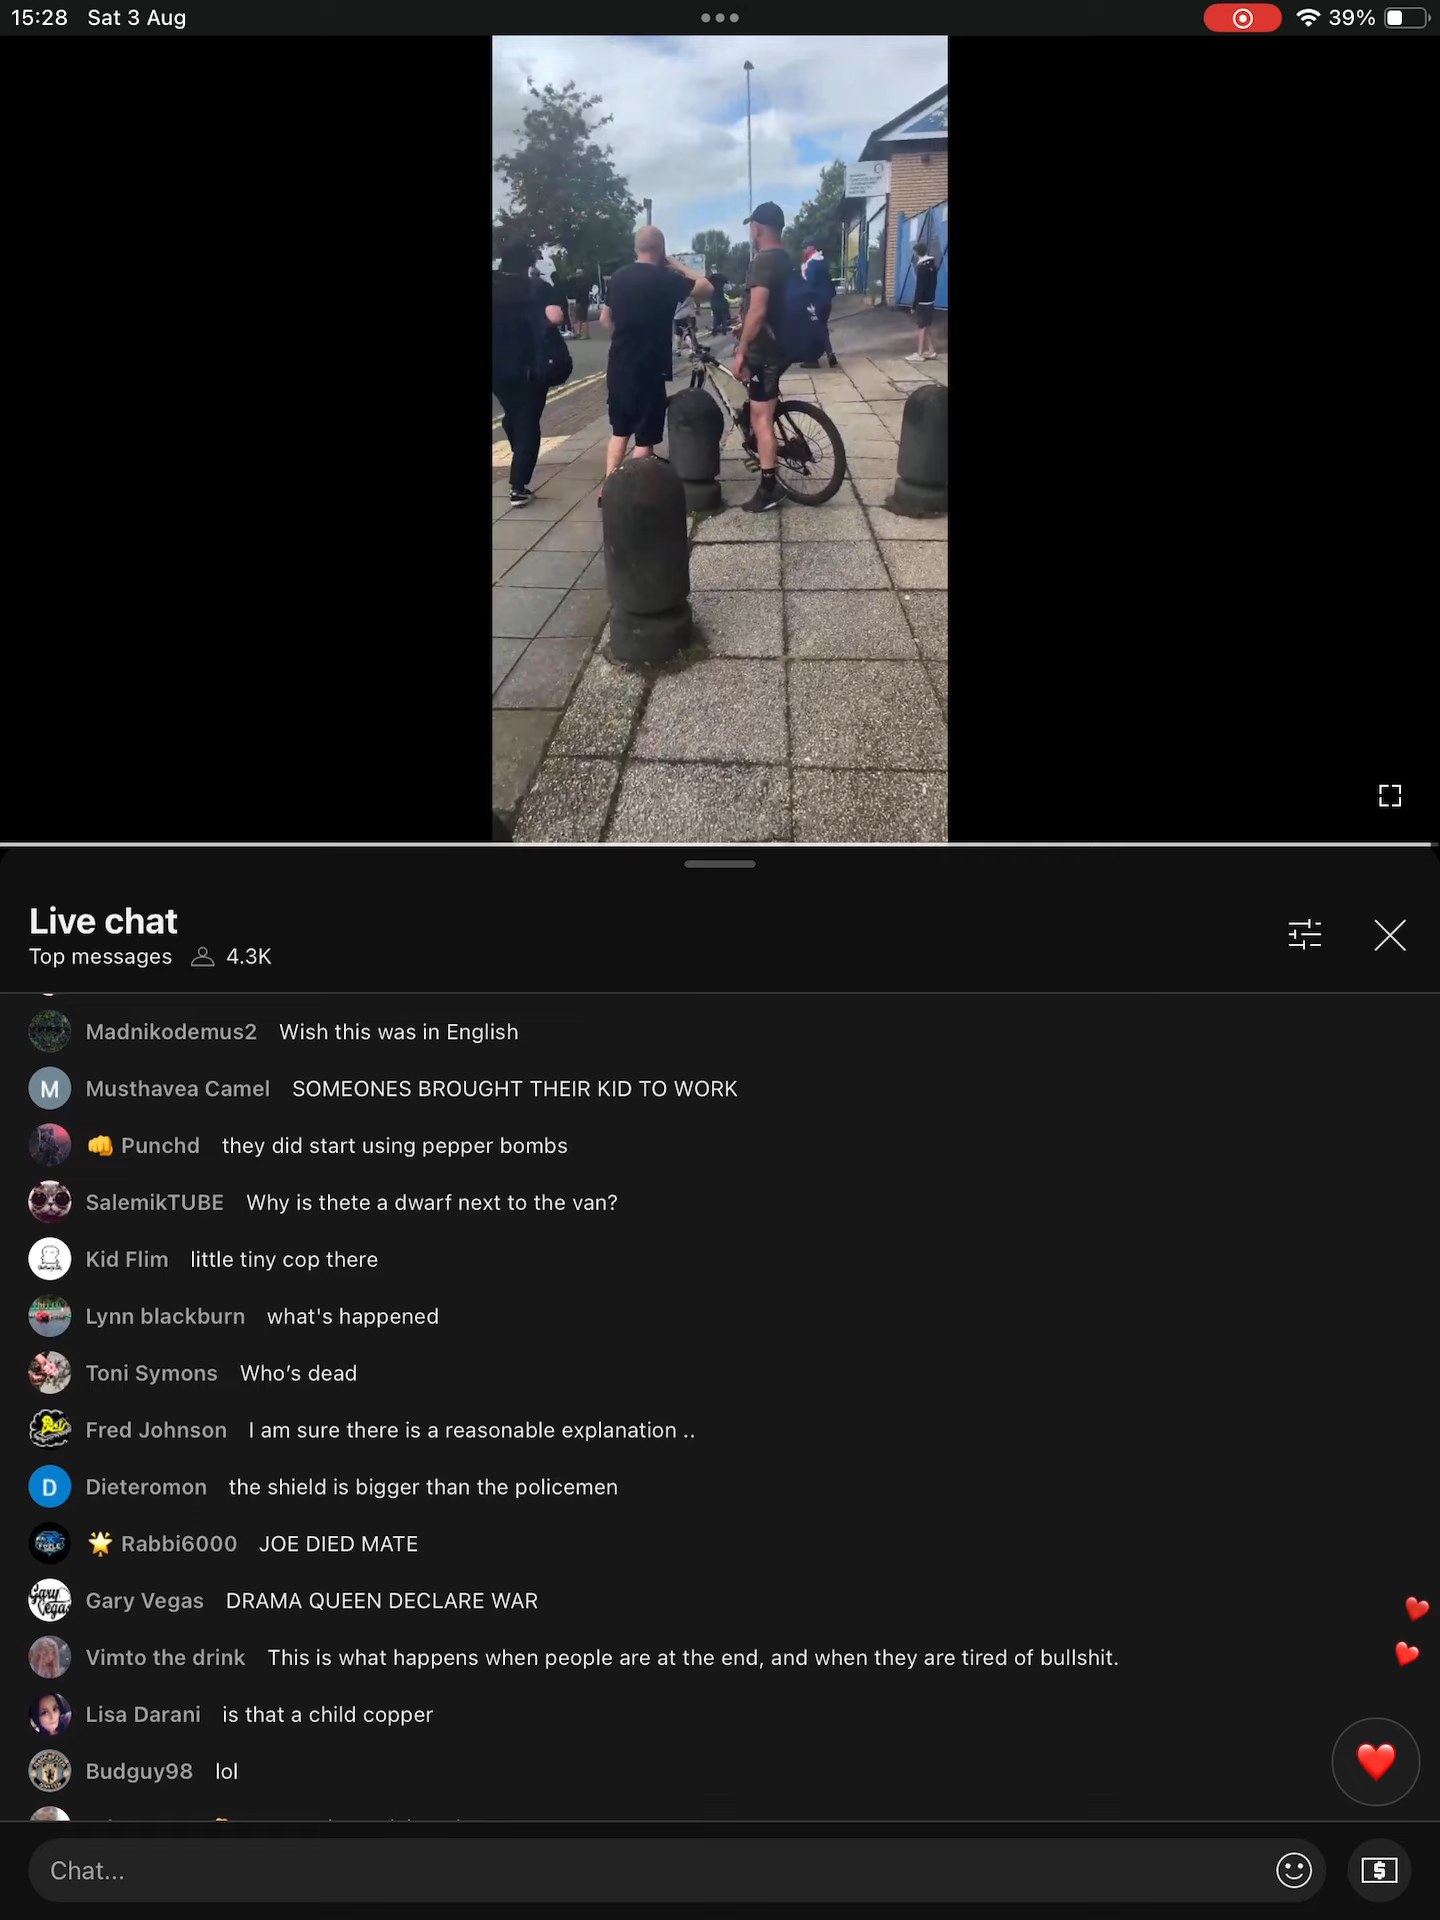 15:28 Sat 3 Aug
39%
Live chat
Top messages 4.3K
Madnikodemus2 Wish this was in English
M Musthavea Camel SOMEONES BROUGHT THEIR KID TO WORK
👊 Punchd they did start using pepper bombs
SalemikTUBE Why is thete a dwarf next to the van?
Kid Flim little tiny cop there
Lynn blackburn what's happened
Toni Symons Who’s dead
Fred Johnson I am sure there is a reasonable explanation ..
D Dieteromon the shield is bigger than the policemen
🌟 Rabbi6000 JOE DIED MATE
Gary Vegas DRAMA QUEEN DECLARE WAR
Vimto the drink This is what happens when people are at the end, and when they are tired of bullshit.
Lisa Darani is that a child copper
Budguy98 lol
Chat...